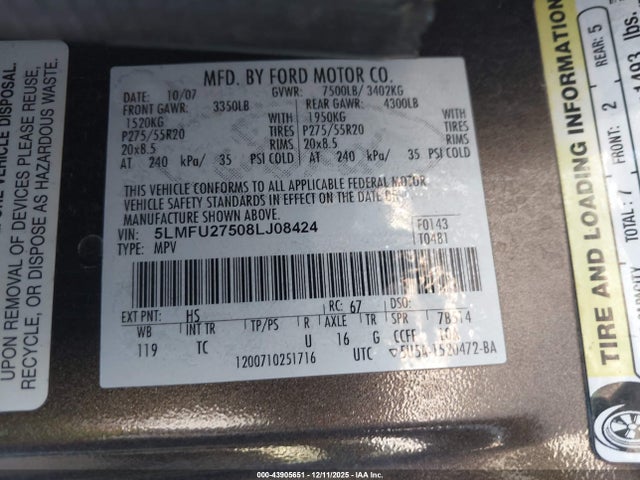 VEHICLE DISPOSAL.
UPON REMOVAL OF DEVICES PLEASE REUSE,
RECYCLE, OR DISPOSE AS HAZARDOUS WASTE.
MFD. BY FORD MOTOR CO.
DATE: 10/07 GVWR: 7500LB/ 3402KG
FRONT GAWR: 3350LB REAR GAWR: 4300LB
1520KG WITH 1950KG WITH
P275/55R20 TIRES P275/55R20 TIRES
20x8.5 RIMS 20x8.5 RIMS
AT 240 kPa/ 35 PSI COLD AT 240 kPa/ 35 PSI COLD
THIS VEHICLE CONFORMS TO ALL APPLICABLE FEDERAL MOTOR
VEHICLE SAFETY STANDARDS IN EFFECT ON THE DATE OF
MANUFACTURE SHOWN ABOVE.
VIN: 5LMFU27508LJ08424 F0143
TYPE: MPV T0481
EXT PNT: HS RC: 67 DSO:
WB INT TR TP/PS R AXLE TR SPR 7B514
119 TC U 16 G CCFF
1200710251716 UTC
TIRE AND LOADING INFORMATION
FRONT: 2 REAR: 5
TOTAL: 7
lbs.
000-43905651 - 12/11/2025 - IAA Inc.